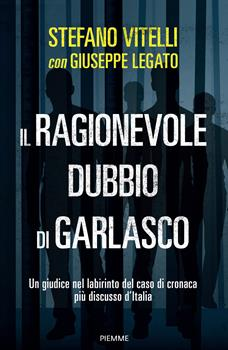 STEFANO VITELLI
con GIUSEPPE LEGATO
IL RAGIONEVOLE
DUBBIO
DI GARLASCO
Un giudice nel labirinto del caso di cronaca
più discusso d'Italia
PIEMME